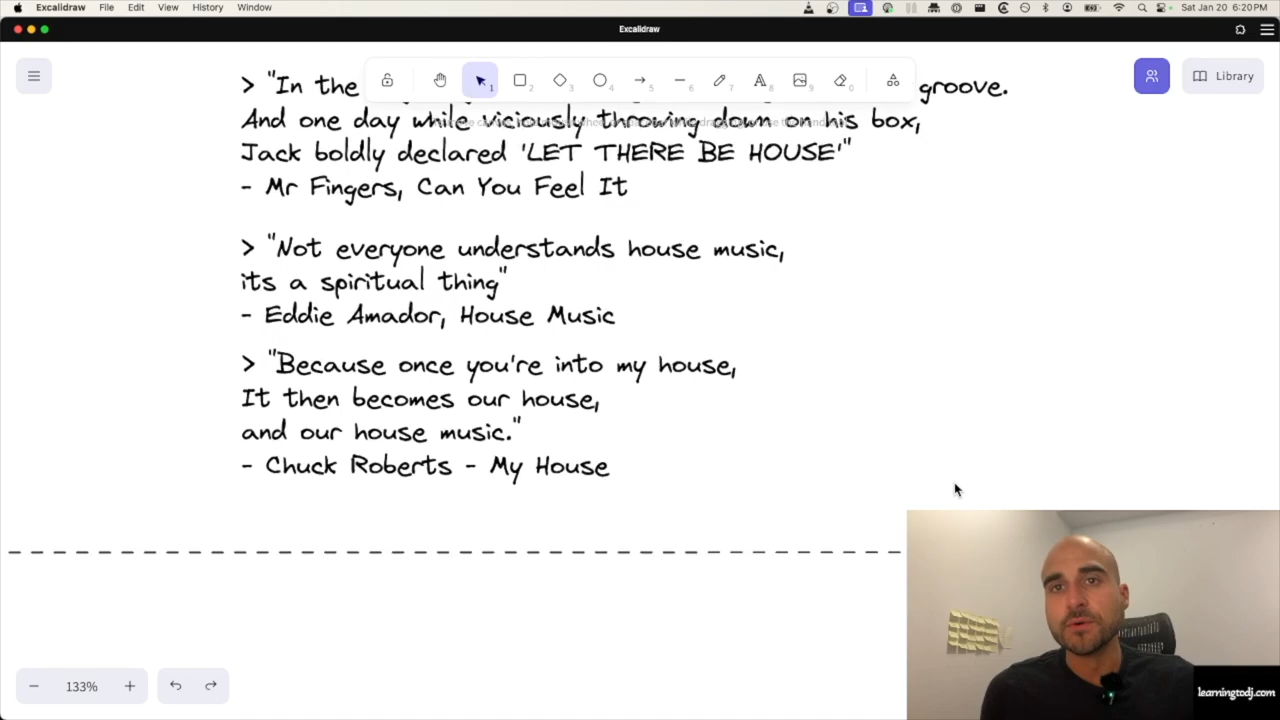 Excalidraw File Edit View History Window
Sat Jan 20 6:20PM
Excalidraw
Library
> "In the groove.
And one day while viciously throwing down on his box,
Jack boldly declared 'LET THERE BE HOUSE'"
- Mr Fingers, Can You Feel It
> "Not everyone understands house music,
its a spiritual thing"
- Eddie Amador, House Music
> "Because once you're into my house,
It then becomes our house,
and our house music."
- Chuck Roberts - My House
133%
learningtodj.com